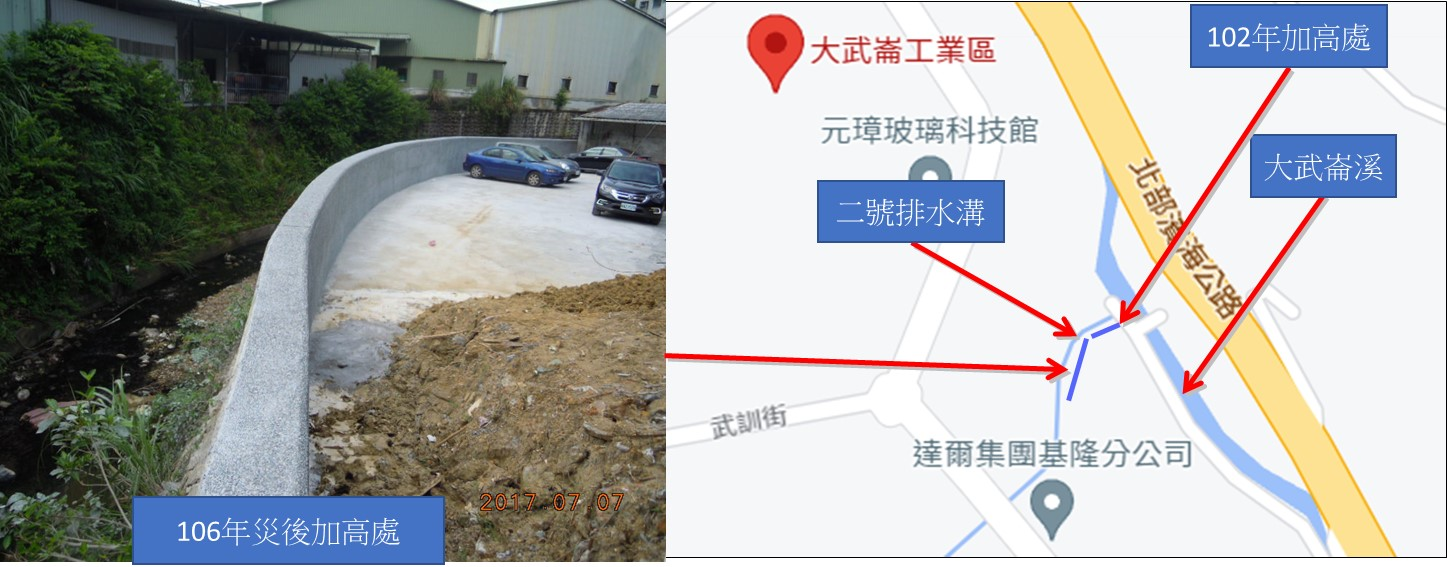 106年災後加高處
2017.07.07
102年加高處
大武崙工業區
元璋玻璃科技館
大武崙溪
二號排水溝
北部濱海公路
武訓街
達爾集團基隆分公司